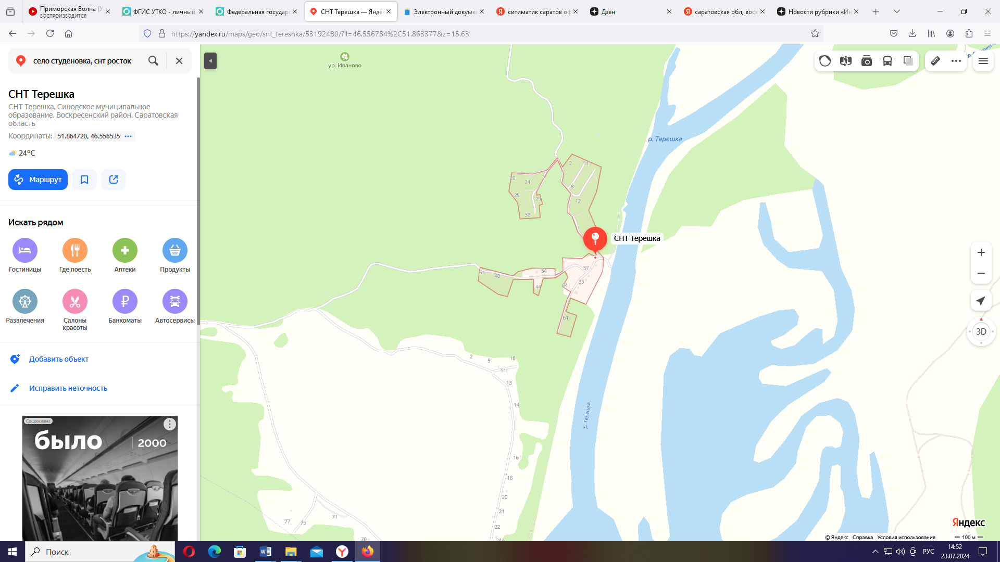 Приморская Волна (У
ВОСПРОИЗВОДИТСЯ
ФГИС УТКО - личный
Федеральная государс
СНТ Терешка — Яндек
Электронный докумен
ситиматик саратов оф
Дзен
саратовская обл, воск
Новости рубрики «Ин
https://yandex.ru/maps/geo/snt_tereshka/53192480/?ll=46.556784%2C51.863377&z=15.63
село студеновка, снт росток
СНТ Терешка
СНТ Терешка, Синодское муниципальное
образование, Воскресенский район, Саратовская
область
Координаты: 51.864720, 46.556535 •••
24°C
Маршрут
Искать рядом
Гостиницы
Где поесть
Аптеки
Продукты
Развлечения
Салоны
красоты
Банкоматы
Автосервисы
Добавить объект
Исправить неточность
Соцреклама
было
2000
ур. Иваново
р. Терешка
2
11
20
24
8
25
29
12
32
СНТ Терешка
51
48
54
57
44
64
35
61
2
5
10
11
13
14
р. Терешка
16
18
20
21
22
24А
77
75
71
70
3D
Яндекс
© Яндекс Справка Условия использования
100 м
Поиск
РУС
14:52
23.07.2024